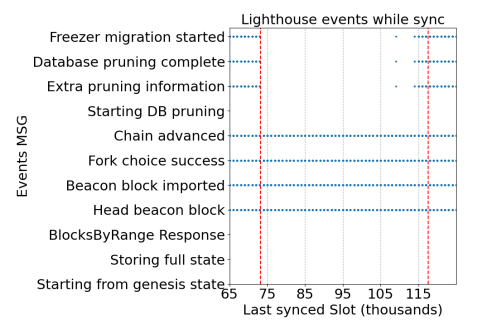 Lighthouse events while sync
Freezer migration started
Database pruning complete
Extra pruning information
Starting DB pruning
Chain advanced
Fork choice success
Beacon block imported
Head beacon block
BlocksByRange Response
Storing full state
Starting from genesis state
Events MSG
65 75 85 95 105 115
Last synced Slot (thousands)